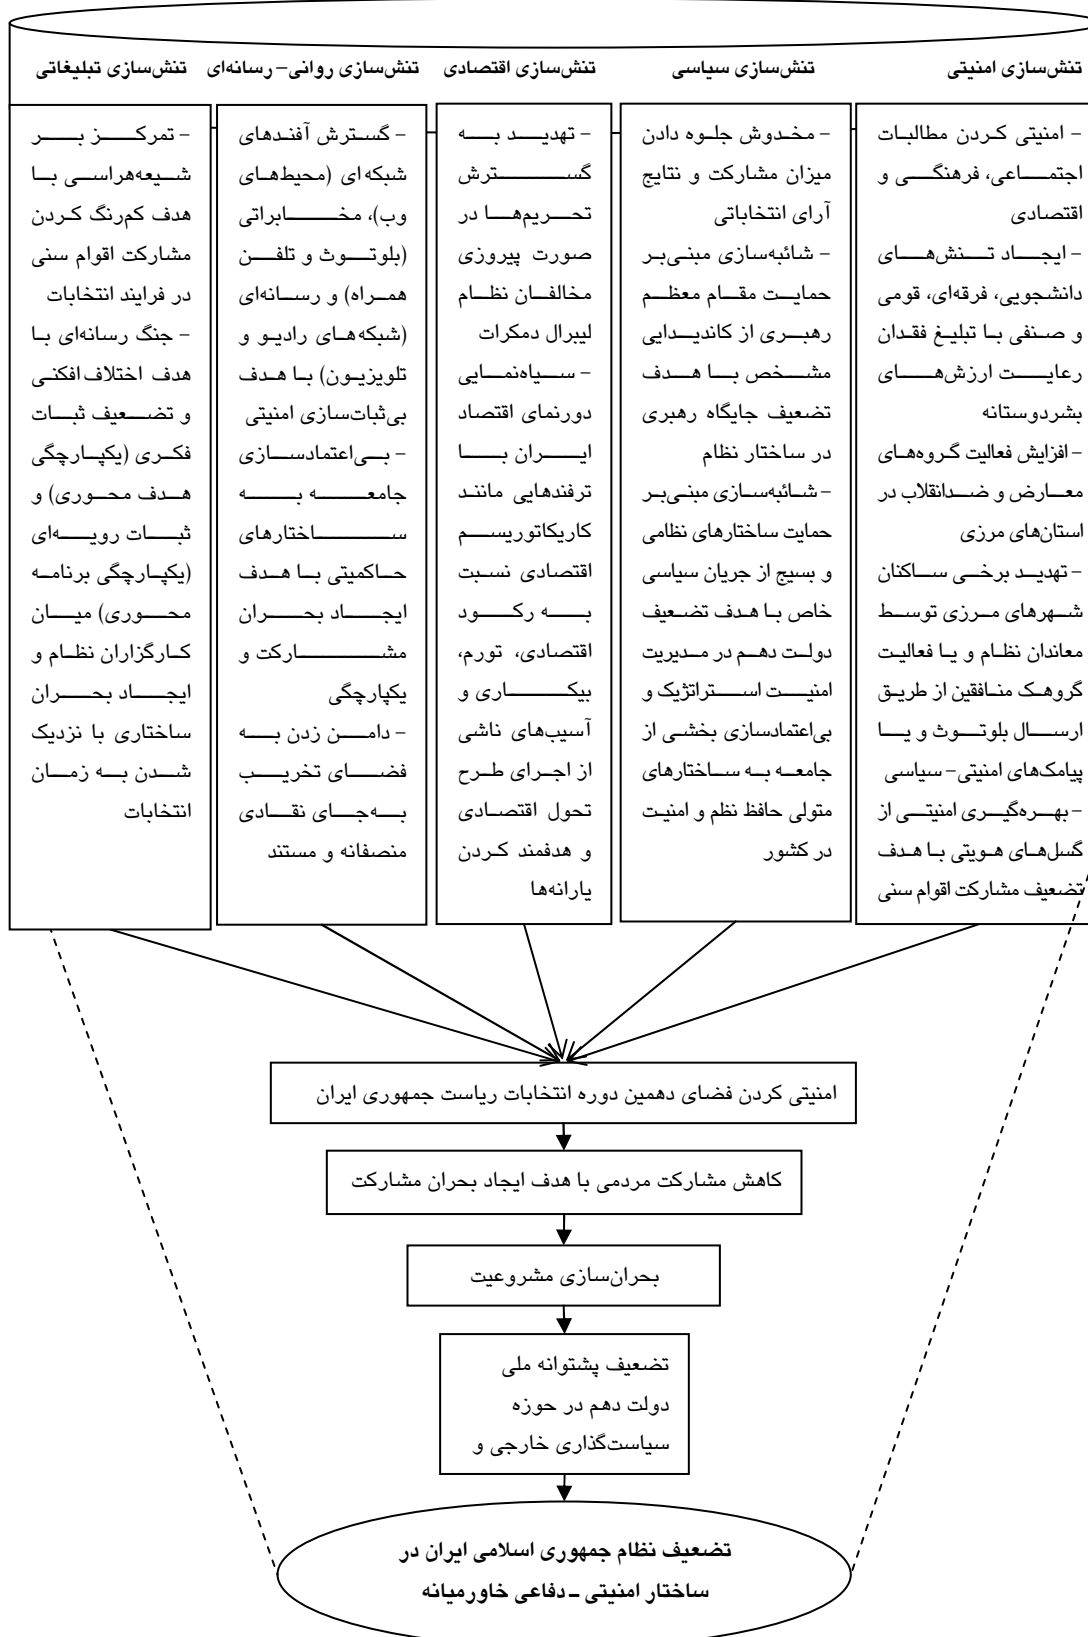 تنش‌سازی امنیتی
تنش‌سازی سیاسی
تنش‌سازی اقتصادی
تنش‌سازی روانی- رسانه‌ای
تنش‌سازی تبلیغاتی
- امنیتی کردن مطالبات
اجتماعی، فرهنگی و
اقتصادی
- ایجاد تنش‌های
دانشجویی، فرقه‌ای، قومی
و صنفی با تبلیغ فقدان
رعایت ارزش‌های
بشردوستانه
- افزایش فعالیت گروه‌های
معارض و ضدانقلاب در
استان‌های مرزی
- تهدید برخی ساکنان
شهرهای مرزی توسط
معاندان نظام و یا فعالیت
گروهک منافقین از طریق
ارسال بلوتوث و یا
پیامک‌های امنیتی- سیاسی
- بهره‌گیری امنیتی از
گسل‌های هویتی با هدف
تضعیف مشارکت اقوام سنی
- مخدوش جلوه دادن
میزان مشارکت و نتایج
آرای انتخاباتی
- شائبه‌سازی مبنی‌بر
حمایت مقام معظم
رهبری از کاندیدایی
مشخص با هدف
تضعیف جایگاه رهبری
در ساختار نظام
- شائبه‌سازی مبنی‌بر
حمایت ساختارهای نظامی
و بسیج از جریان سیاسی
خاص با هدف تضعیف
دولت دهم در مدیریت
امنیت استراتژیک و
بی‌اعتمادسازی بخشی از
جامعه به ساختارهای
متولی حافظ نظم و امنیت
در کشور
- تهدید به
گسترش
تحریم‌ها در
صورت پیروزی
مخالفان نظام
لیبرال دمکرات
- سیاه‌نمایی
دورنمای اقتصاد
ایران با
ترفندهایی مانند
کاریکاتوریسم
اقتصادی نسبت
به رکود
اقتصادی، تورم،
بیکاری و
آسیب‌های ناشی
از اجرای طرح
تحول اقتصادی
و هدفمند کردن
یارانه‌ها
- گسترش آفندهای
شبکه‌ای (محیط‌های
وب)، مخابراتی
(بلوتوث و تلفن
همراه) و رسانه‌ای
(شبکه‌های رادیو و
تلویزیون) با هدف
بی‌ثبات‌سازی امنیتی
- بی‌اعتمادسازی
جامعه به
ساختارهای
حاکمیتی با هدف
ایجاد بحران
مشارکت و
یکپارچگی
- دامن زدن به
فضای تخریب
به‌جای نقادی
منصفانه و مستند
- تمرکز بر
شیعه‌هراسی با
هدف کم‌رنگ کردن
مشارکت اقوام سنی
در فرایند انتخابات
- جنگ رسانه‌ای با
هدف اختلاف‌افکنی
و تضعیف ثبات
فکری (یکپارچگی
هدف محوری) و
ثبات رویه‌ای
(یکپارچگی برنامه
محوری) میان
کارگزاران نظام و
ایجاد بحران
ساختاری با نزدیک
شدن به زمان
انتخابات
امنیتی کردن فضای دهمین دوره انتخابات ریاست جمهوری ایران
کاهش مشارکت مردمی با هدف ایجاد بحران مشارکت
بحران‌سازی مشروعیت
تضعیف پشتوانه ملی
دولت دهم در حوزه
سیاست‌گذاری خارجی و
تضعیف نظام جمهوری اسلامی ایران در
ساختار امنیتی ـ دفاعی خاورمیانه